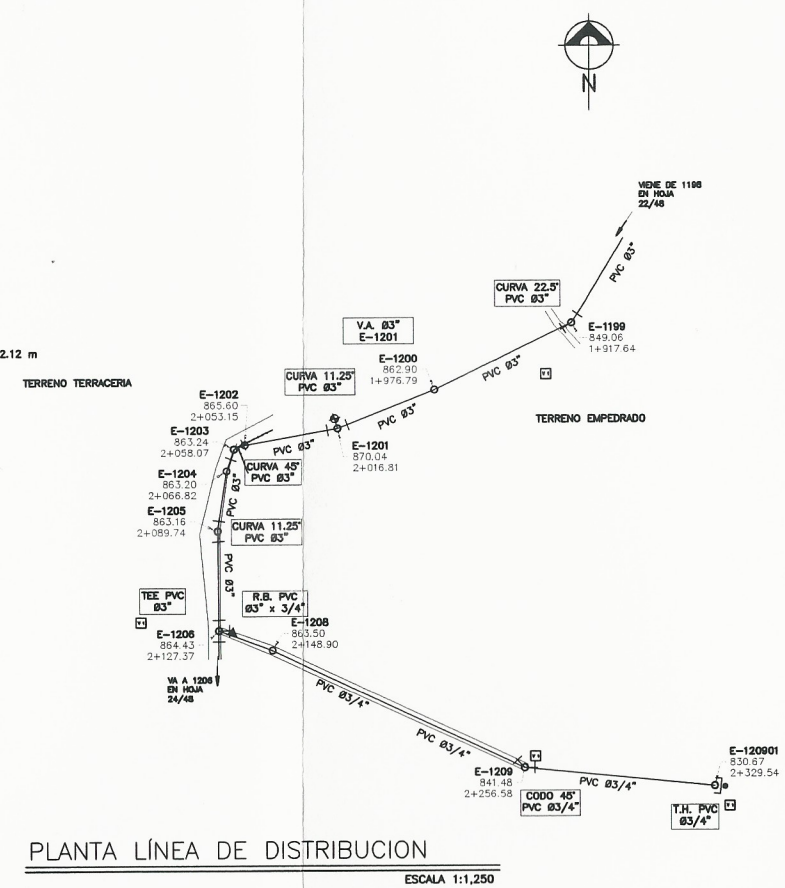 N
VIENE DE 1198
EN HOJA
22/48
PVC Ø3"
CURVA 22.5°
PVC Ø3"
E-1199
849.06
1+917.64
V.A. Ø3"
E-1201
E-1200
862.90
1+976.79
PVC Ø3"
2.12 m
TERRENO TERRACERIA
CURVA 11.25°
PVC Ø3"
PVC Ø3"
TERRENO EMPEDRADO
E-1202
865.60
2+053.15
E-1203
863.24
2+058.07
PVC Ø3"
E-1201
870.04
2+016.81
CURVA 45°
PVC Ø3"
E-1204
863.20
2+066.82
PVC Ø3"
E-1205
863.16
2+089.74
CURVA 11.25°
PVC Ø3"
PVC Ø3"
TEE PVC
Ø3"
R.B. PVC
Ø3" x 3/4"
E-1208
863.50
2+148.90
E-1206
864.43
2+127.37
VA A 1206
EN HOJA
24/48
PVC Ø3/4"
PVC Ø3/4"
E-1209
841.48
2+256.58
CODO 45°
PVC Ø3/4"
PVC Ø3/4"
E-120901
830.67
2+329.54
T.H. PVC
Ø3/4"
PLANTA LÍNEA DE DISTRIBUCION
ESCALA 1:1,250